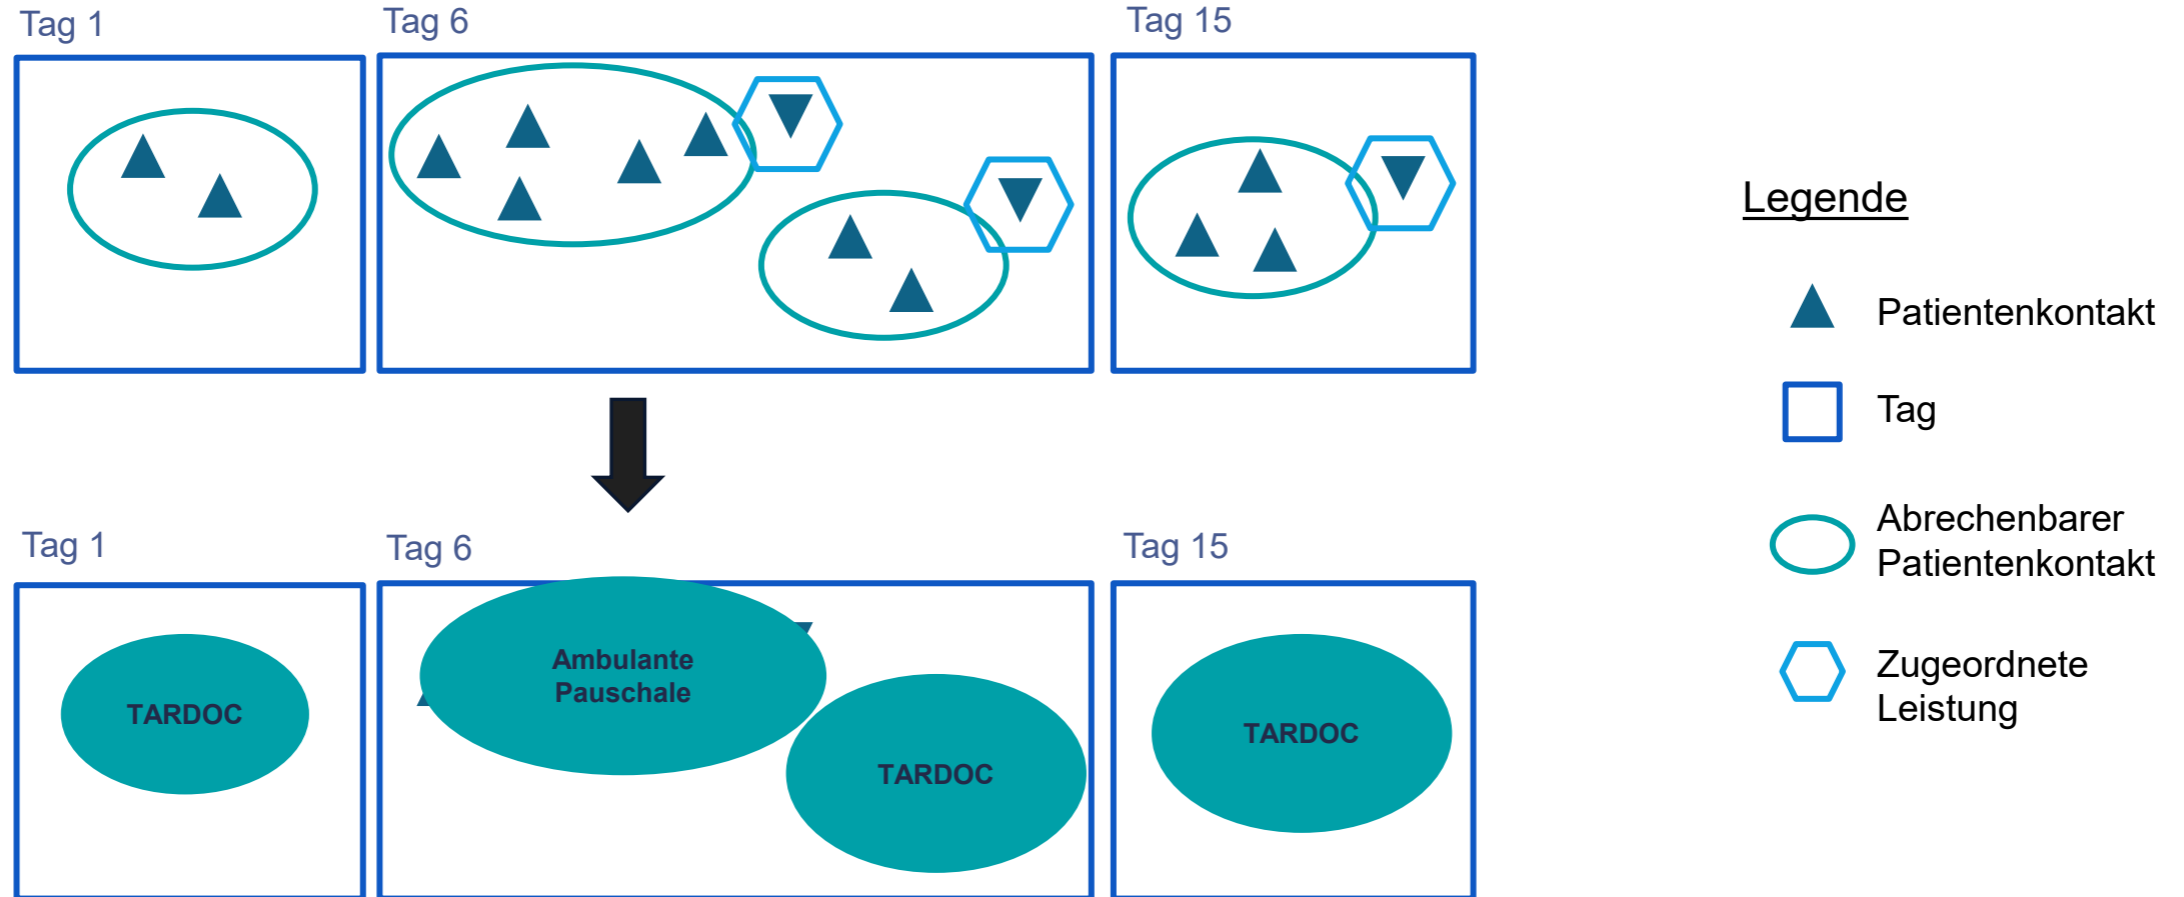 Tag 1
Tag 6
Tag 15
Legende
Patientenkontakt
Tag
Abrechenbarer
Patientenkontakt
Zugeordnete
Leistung
Tag 1
Tag 6
Tag 15
TARDOC
Ambulante
Pauschale
TARDOC
TARDOC